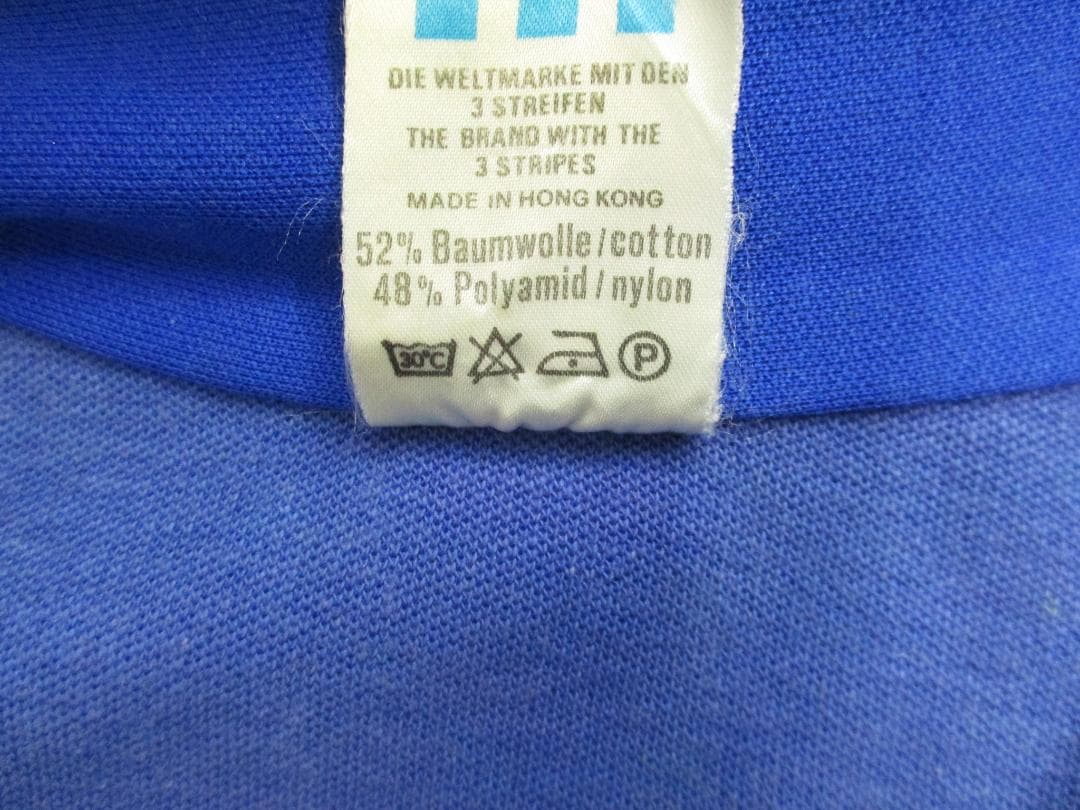 DIE WELTMARKE MIT DEN
3 STREIFEN
THE BRAND WITH THE
3 STRIPES
MADE IN HONG KONG
52% Baumwolle/cotton
48% Polyamid/nylon
30°C P